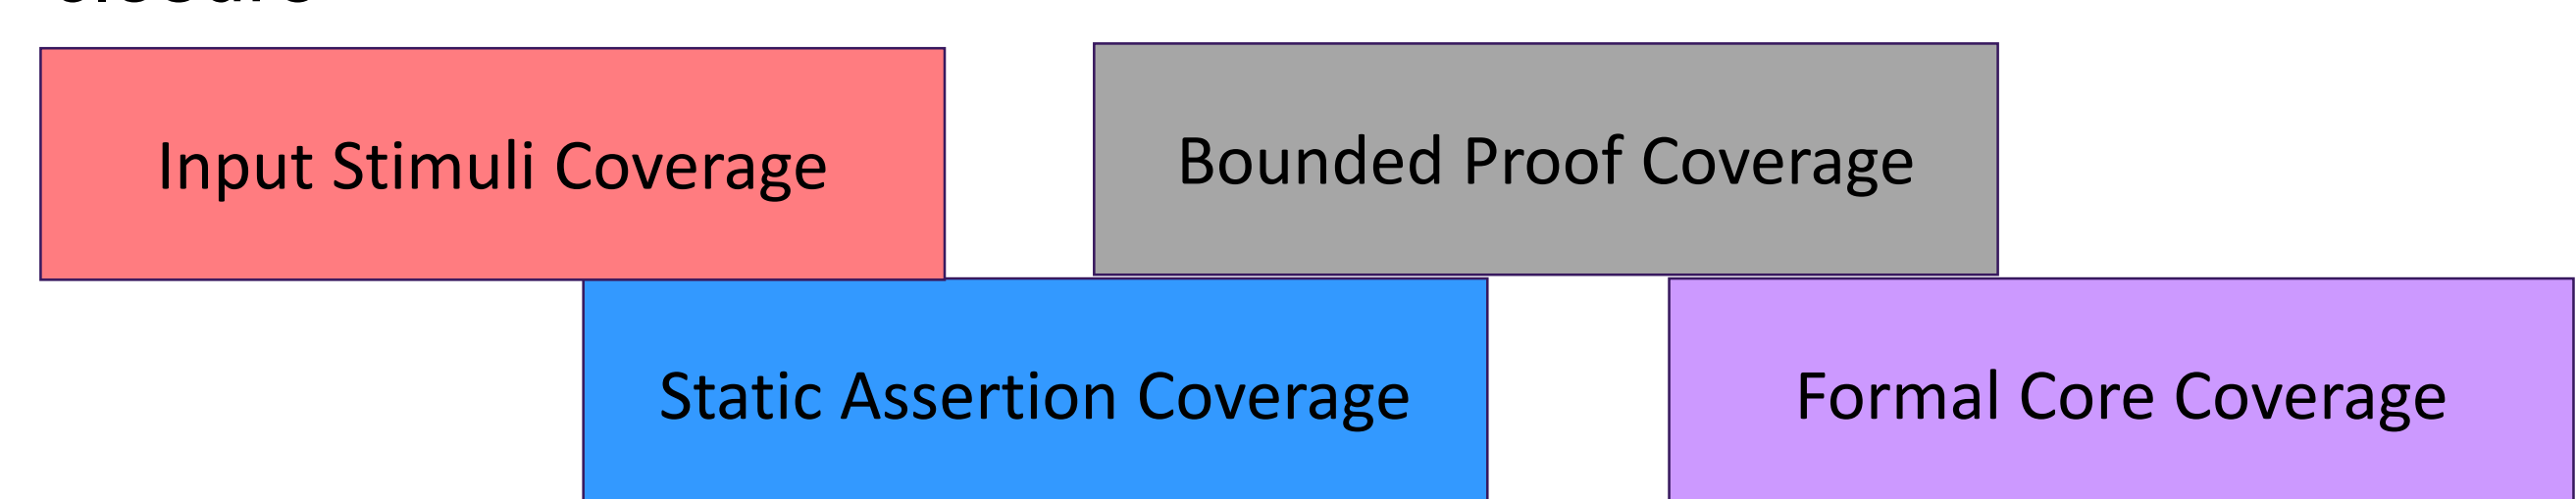 Input Stimuli Coverage
Bounded Proof Coverage
Static Assertion Coverage
Formal Core Coverage